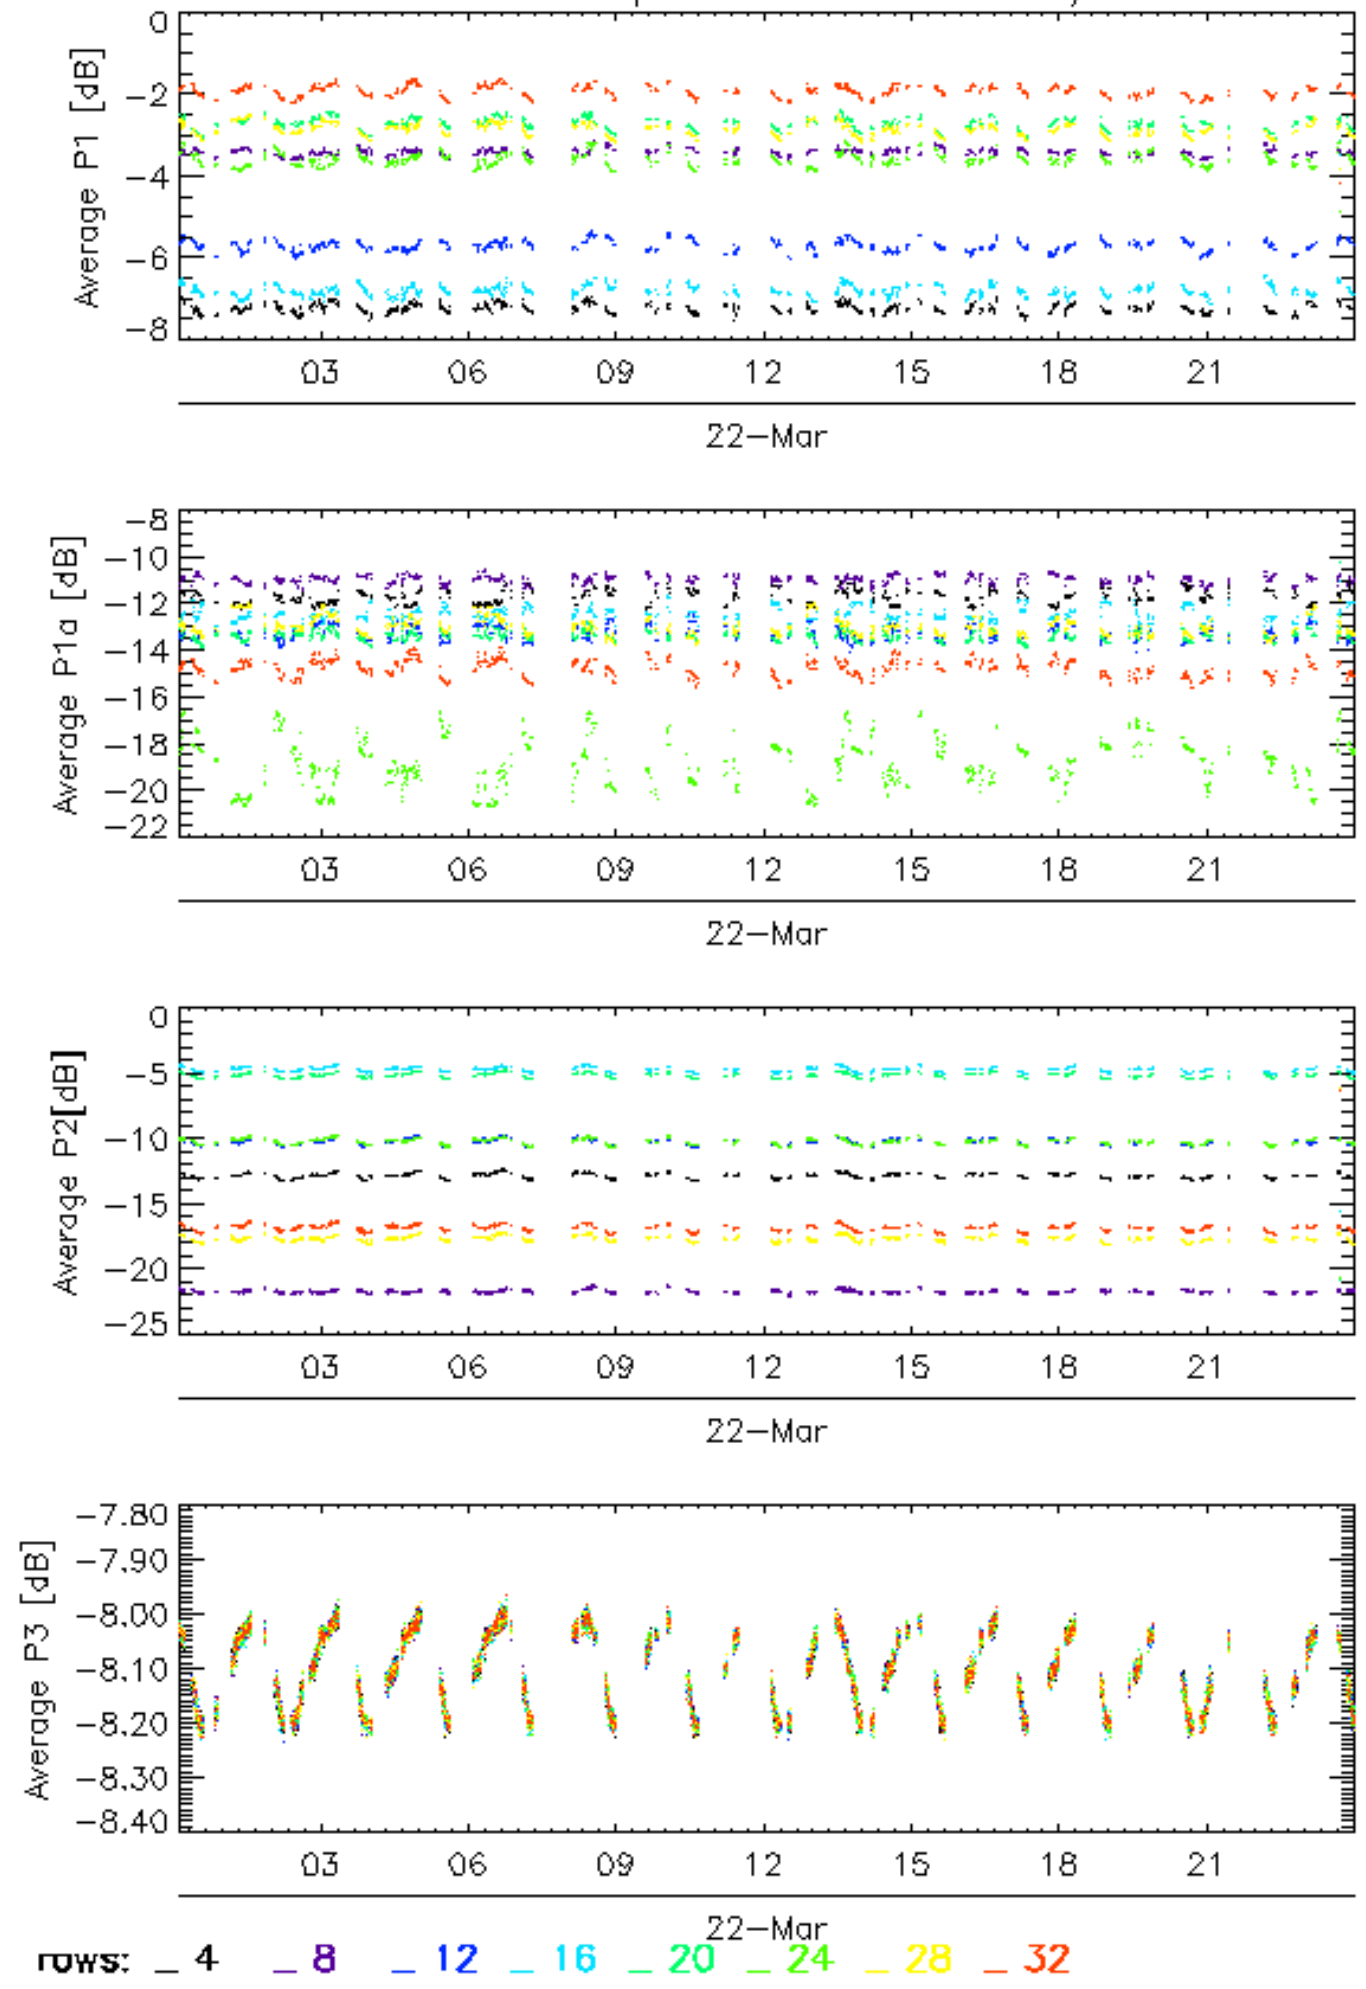 Average P1 [dB]
0
−2
−4
−6
−8
03 06 09 12 15 18 21
22−Mar
Average P1a [dB]
−8
−10
−12
−14
−16
−18
−20
−22
03 06 09 12 15 18 21
22−Mar
Average P2[dB]
0
−5
−10
−15
−20
−25
03 06 09 12 15 18 21
22−Mar
Average P3 [dB]
−7.80
−7.90
−8.00
−8.10
−8.20
−8.30
−8.40
03 06 09 12 15 18 21
22−Mar
rows: _ 4 _ 8 _ 12 _ 16 _ 20 _ 24 _ 28 _ 32